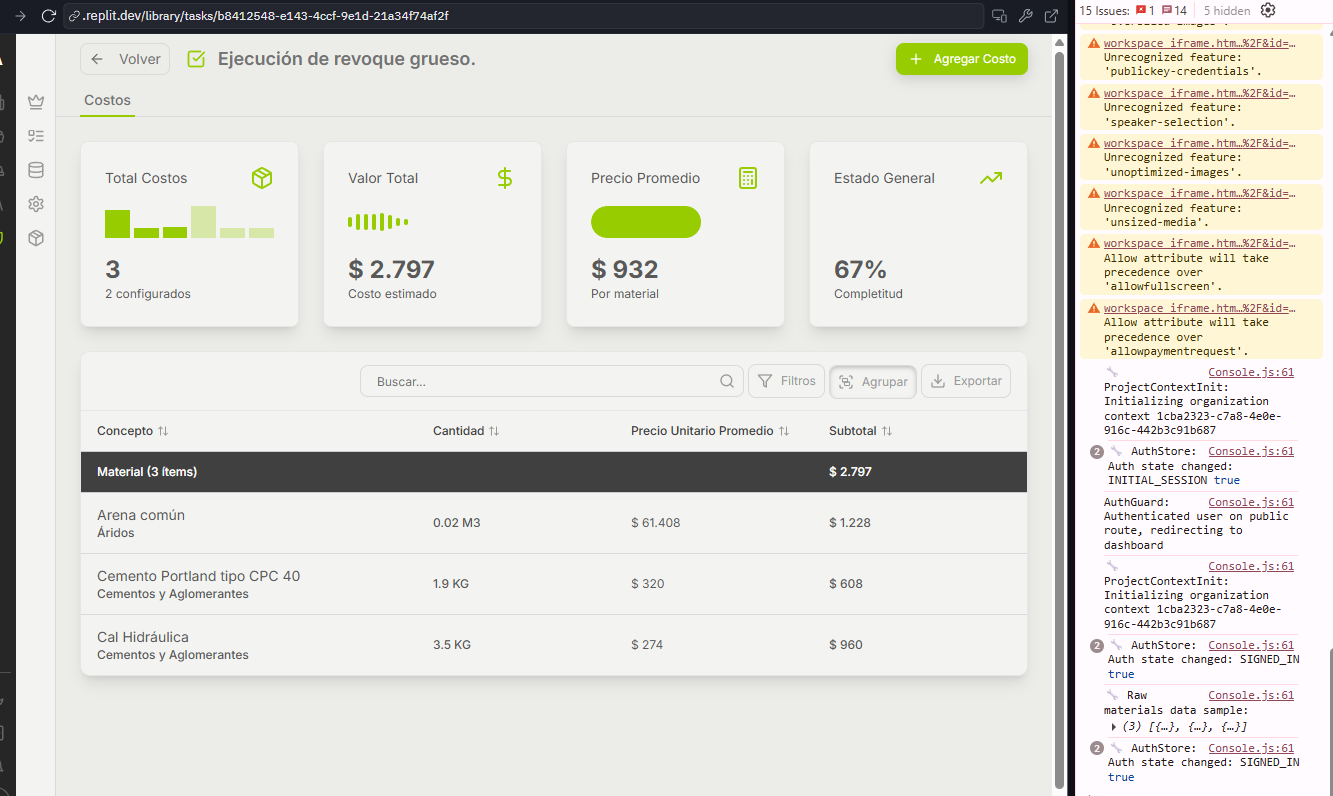 .replit.dev/library/tasks/b8412548-e143-4ccf-9e1d-21a34f74af2f
Volver
Ejecución de revoque grueso.
Agregar Costo
Costos
Total Costos
3
2 configurados
Valor Total
$ 2.797
Costo estimado
Precio Promedio
$ 932
Por material
Estado General
67%
Completitud
Buscar...
Filtros
Agrupar
Exportar
Concepto
Cantidad
Precio Unitario Promedio
Subtotal
Material (3 ítems)
$ 2.797
Arena común
Áridos
0.02 M3
$ 61.408
$ 1.228
Cemento Portland tipo CPC 40
Cementos y Aglomerantes
1.9 KG
$ 320
$ 608
Cal Hidráulica
Cementos y Aglomerantes
3.5 KG
$ 274
$ 960
15 Issues:
1
14
5 hidden
workspace_iframe.htm…%2F&id=…
Unrecognized feature:
'publickey-credentials'.
workspace_iframe.htm…%2F&id=…
Unrecognized feature:
'speaker-selection'.
workspace_iframe.htm…%2F&id=…
Unrecognized feature:
'unoptimized-images'.
workspace_iframe.htm…%2F&id=…
Unrecognized feature:
'unsized-media'.
workspace_iframe.htm…%2F&id=…
Allow attribute will take
precedence over
'allowfullscreen'.
workspace_iframe.htm…%2F&id=…
Allow attribute will take
precedence over
'allowpaymentrequest'.
Console.js:61
ProjectContextInit:
Initializing organization
context 1cba2323-c7a8-4e0e-
916c-442b3c91b687
2 AuthStore: Console.js:61
Auth state changed:
INITIAL_SESSION true
AuthGuard: Console.js:61
Authenticated user on public
route, redirecting to
dashboard
Console.js:61
ProjectContextInit:
Initializing organization
context 1cba2323-c7a8-4e0e-
916c-442b3c91b687
2 AuthStore: Console.js:61
Auth state changed: SIGNED_IN
true
Raw Console.js:61
materials data sample:
(3) [{…}, {…}, {…}]
2 AuthStore: Console.js:61
Auth state changed: SIGNED_IN
true